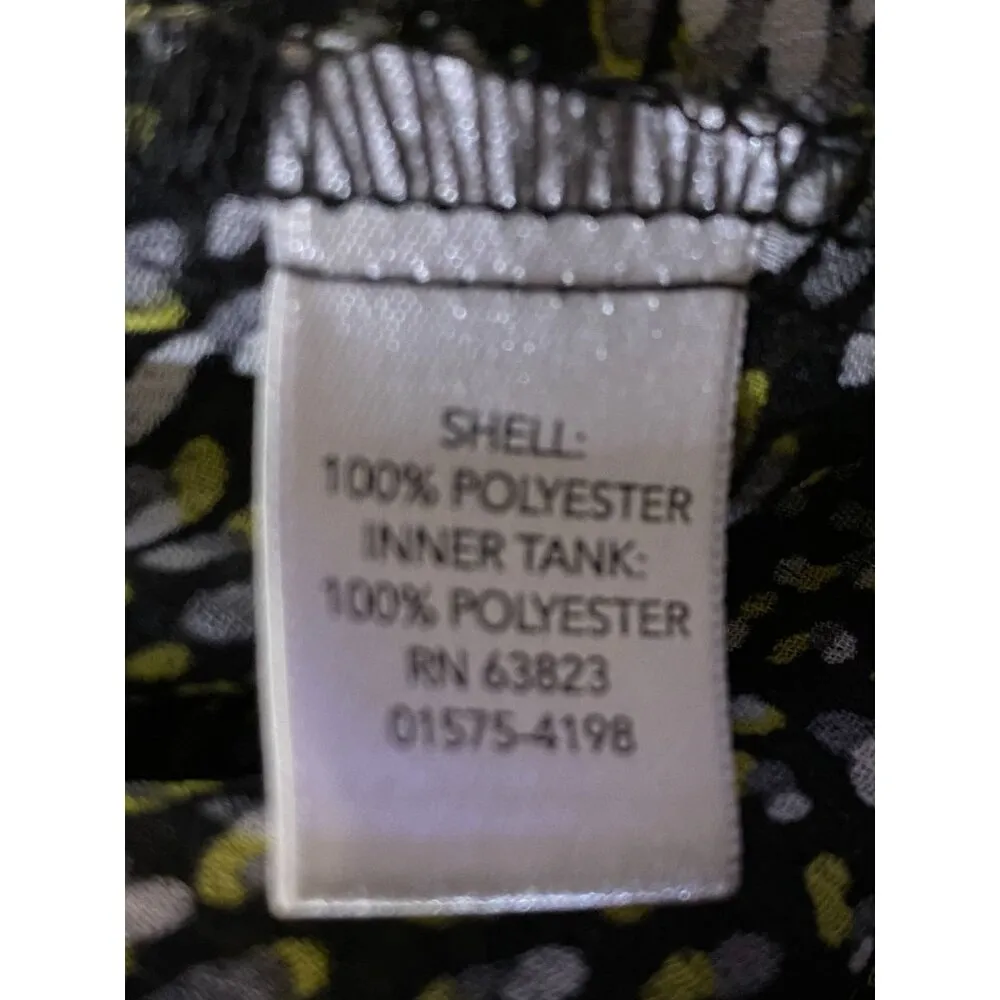 SHELL:
100% POLYESTER
INNER TANK:
100% POLYESTER
RN 63823
01575-4198